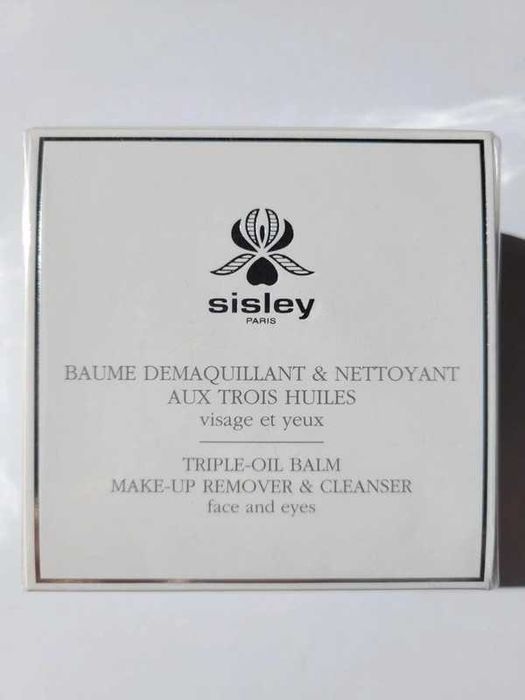 sisley
PARIS
BAUME DEMAQUILLANT & NETTOYANT
AUX TROIS HUILES
visage et yeux
TRIPLE-OIL BALM
MAKE-UP REMOVER & CLEANSER
face and eyes